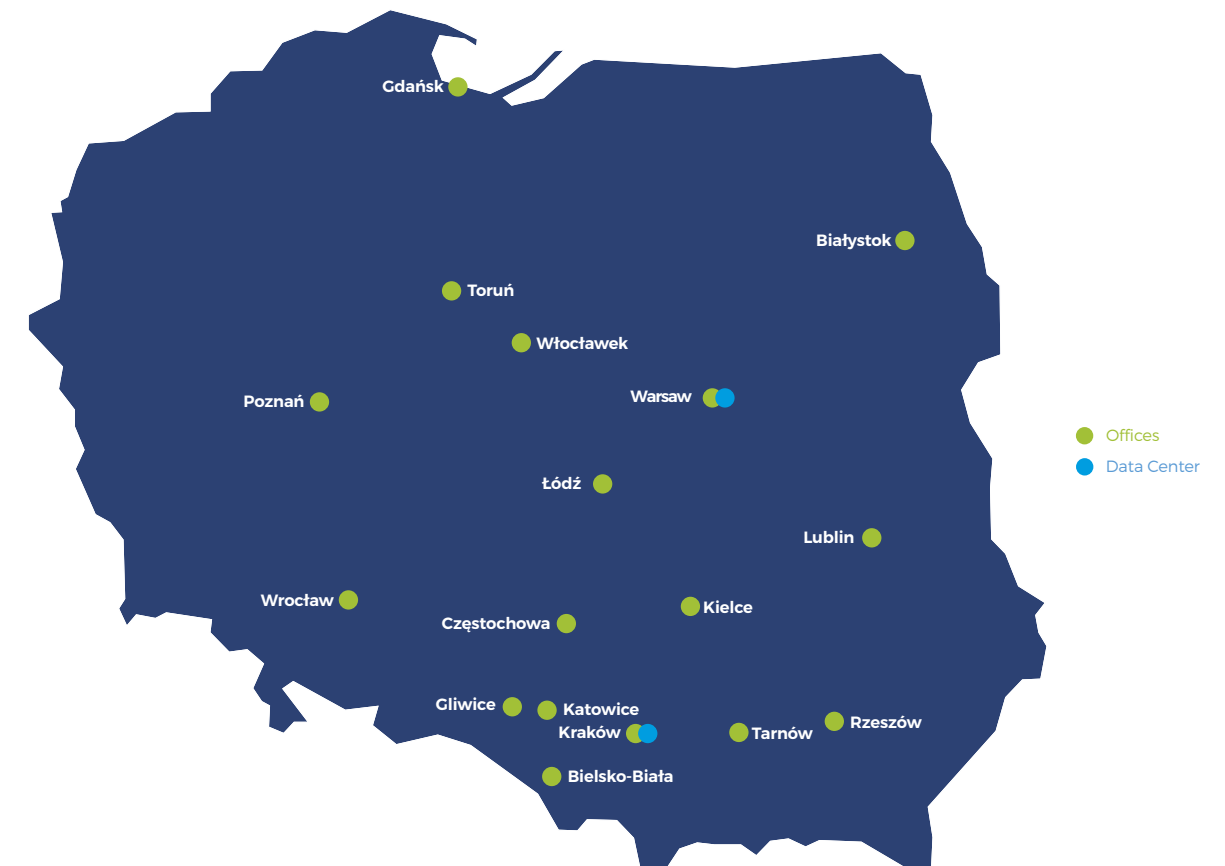 Gdańsk
Białystok
Toruń
Włocławek
Warsaw
Poznań
Offices
Data Center
Łódź
Lublin
Wrocław
Kielce
Częstochowa
Gliwice
Katowice
Rzeszów
Kraków
Tarnów
Bielsko-Biała